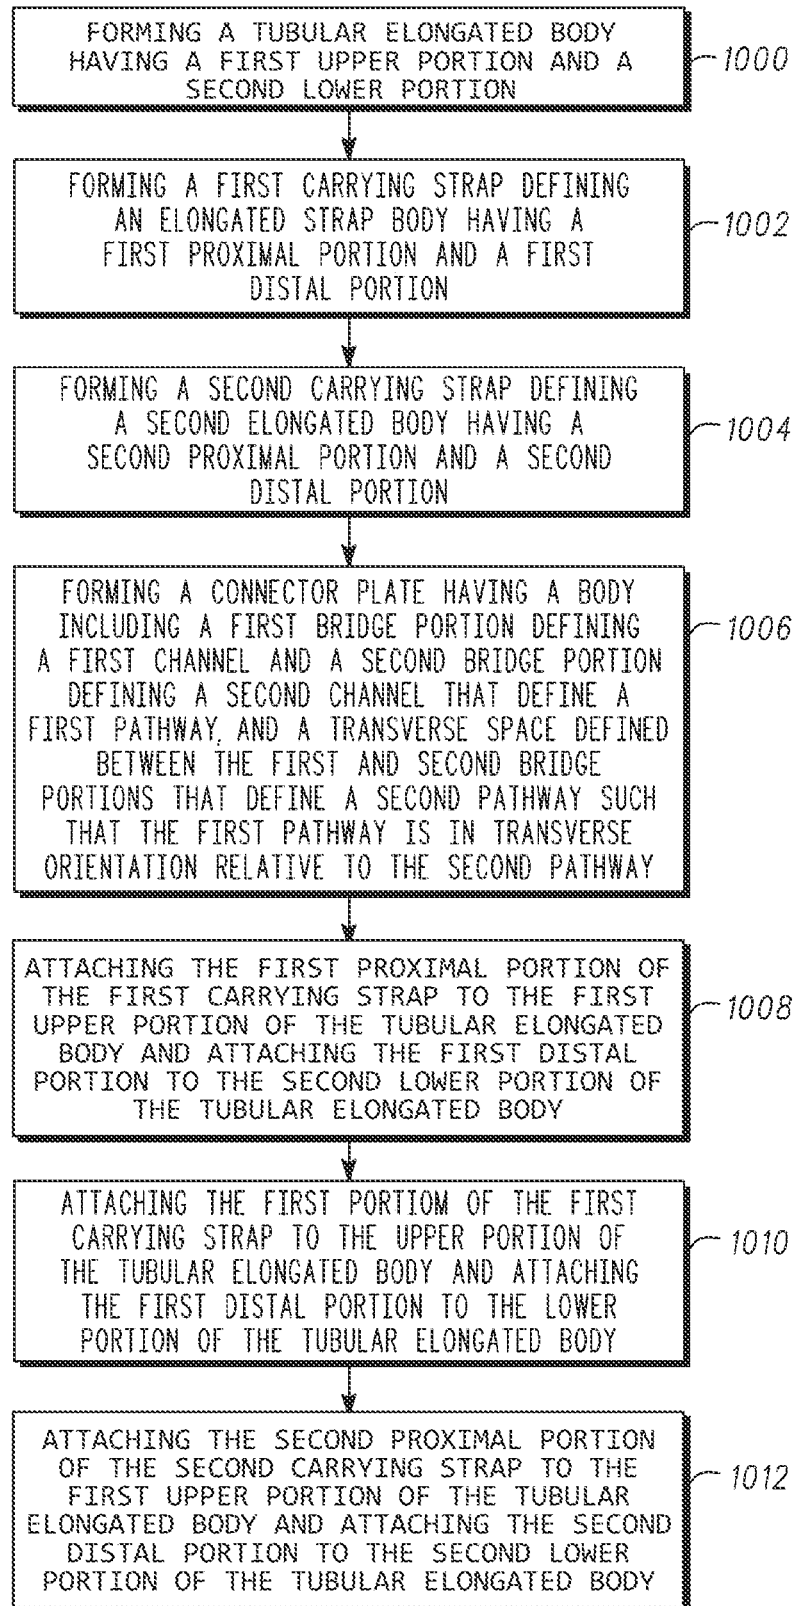 FORMING A TUBULAR ELONGATED BODY
HAVING A FIRST UPPER PORTION AND A
SECOND LOWER PORTION
1000
FORMING A FIRST CARRYING STRAP DEFINING
AN ELONGATED STRAP BODY HAVING A
FIRST PROXIMAL PORTION AND A FIRST
DISTAL PORTION
1002
FORMING A SECOND CARRYING STRAP DEFINING
A SECOND ELONGATED BODY HAVING A
SECOND PROXIMAL PORTION AND A SECOND
DISTAL PORTION
1004
FORMING A CONNECTOR PLATE HAVING A BODY
INCLUDING A FIRST BRIDGE PORTION DEFINING
A FIRST CHANNEL AND A SECOND BRIDGE PORTION
DEFINING A SECOND CHANNEL THAT DEFINE A
FIRST PATHWAY, AND A TRANSVERSE SPACE DEFINED
BETWEEN THE FIRST AND SECOND BRIDGE
PORTIONS THAT DEFINE A SECOND PATHWAY SUCH
THAT THE FIRST PATHWAY IS IN TRANSVERSE
ORIENTATION RELATIVE TO THE SECOND PATHWAY
1006
ATTACHING THE FIRST PROXIMAL PORTION OF
THE FIRST CARRYING STRAP TO THE FIRST
UPPER PORTION OF THE TUBULAR ELONGATED
BODY AND ATTACHING THE FIRST DISTAL
PORTION TO THE SECOND LOWER PORTION OF
THE TUBULAR ELONGATED BODY
1008
ATTACHING THE FIRST PORTIOM OF THE FIRST
CARRYING STRAP TO THE UPPER PORTION OF
THE TUBULAR ELONGATED BODY AND ATTACHING
THE FIRST DISTAL PORTION TO THE LOWER
PORTION OF THE TUBULAR ELONGATED BODY
1010
ATTACHING THE SECOND PROXIMAL PORTION
OF THE SECOND CARRYING STRAP TO THE
FIRST UPPER PORTION OF THE TUBULAR
ELONGATED BODY AND ATTACHING THE SECOND
DISTAL PORTION TO THE SECOND LOWER
PORTION OF THE TUBULAR ELONGATED BODY
1012